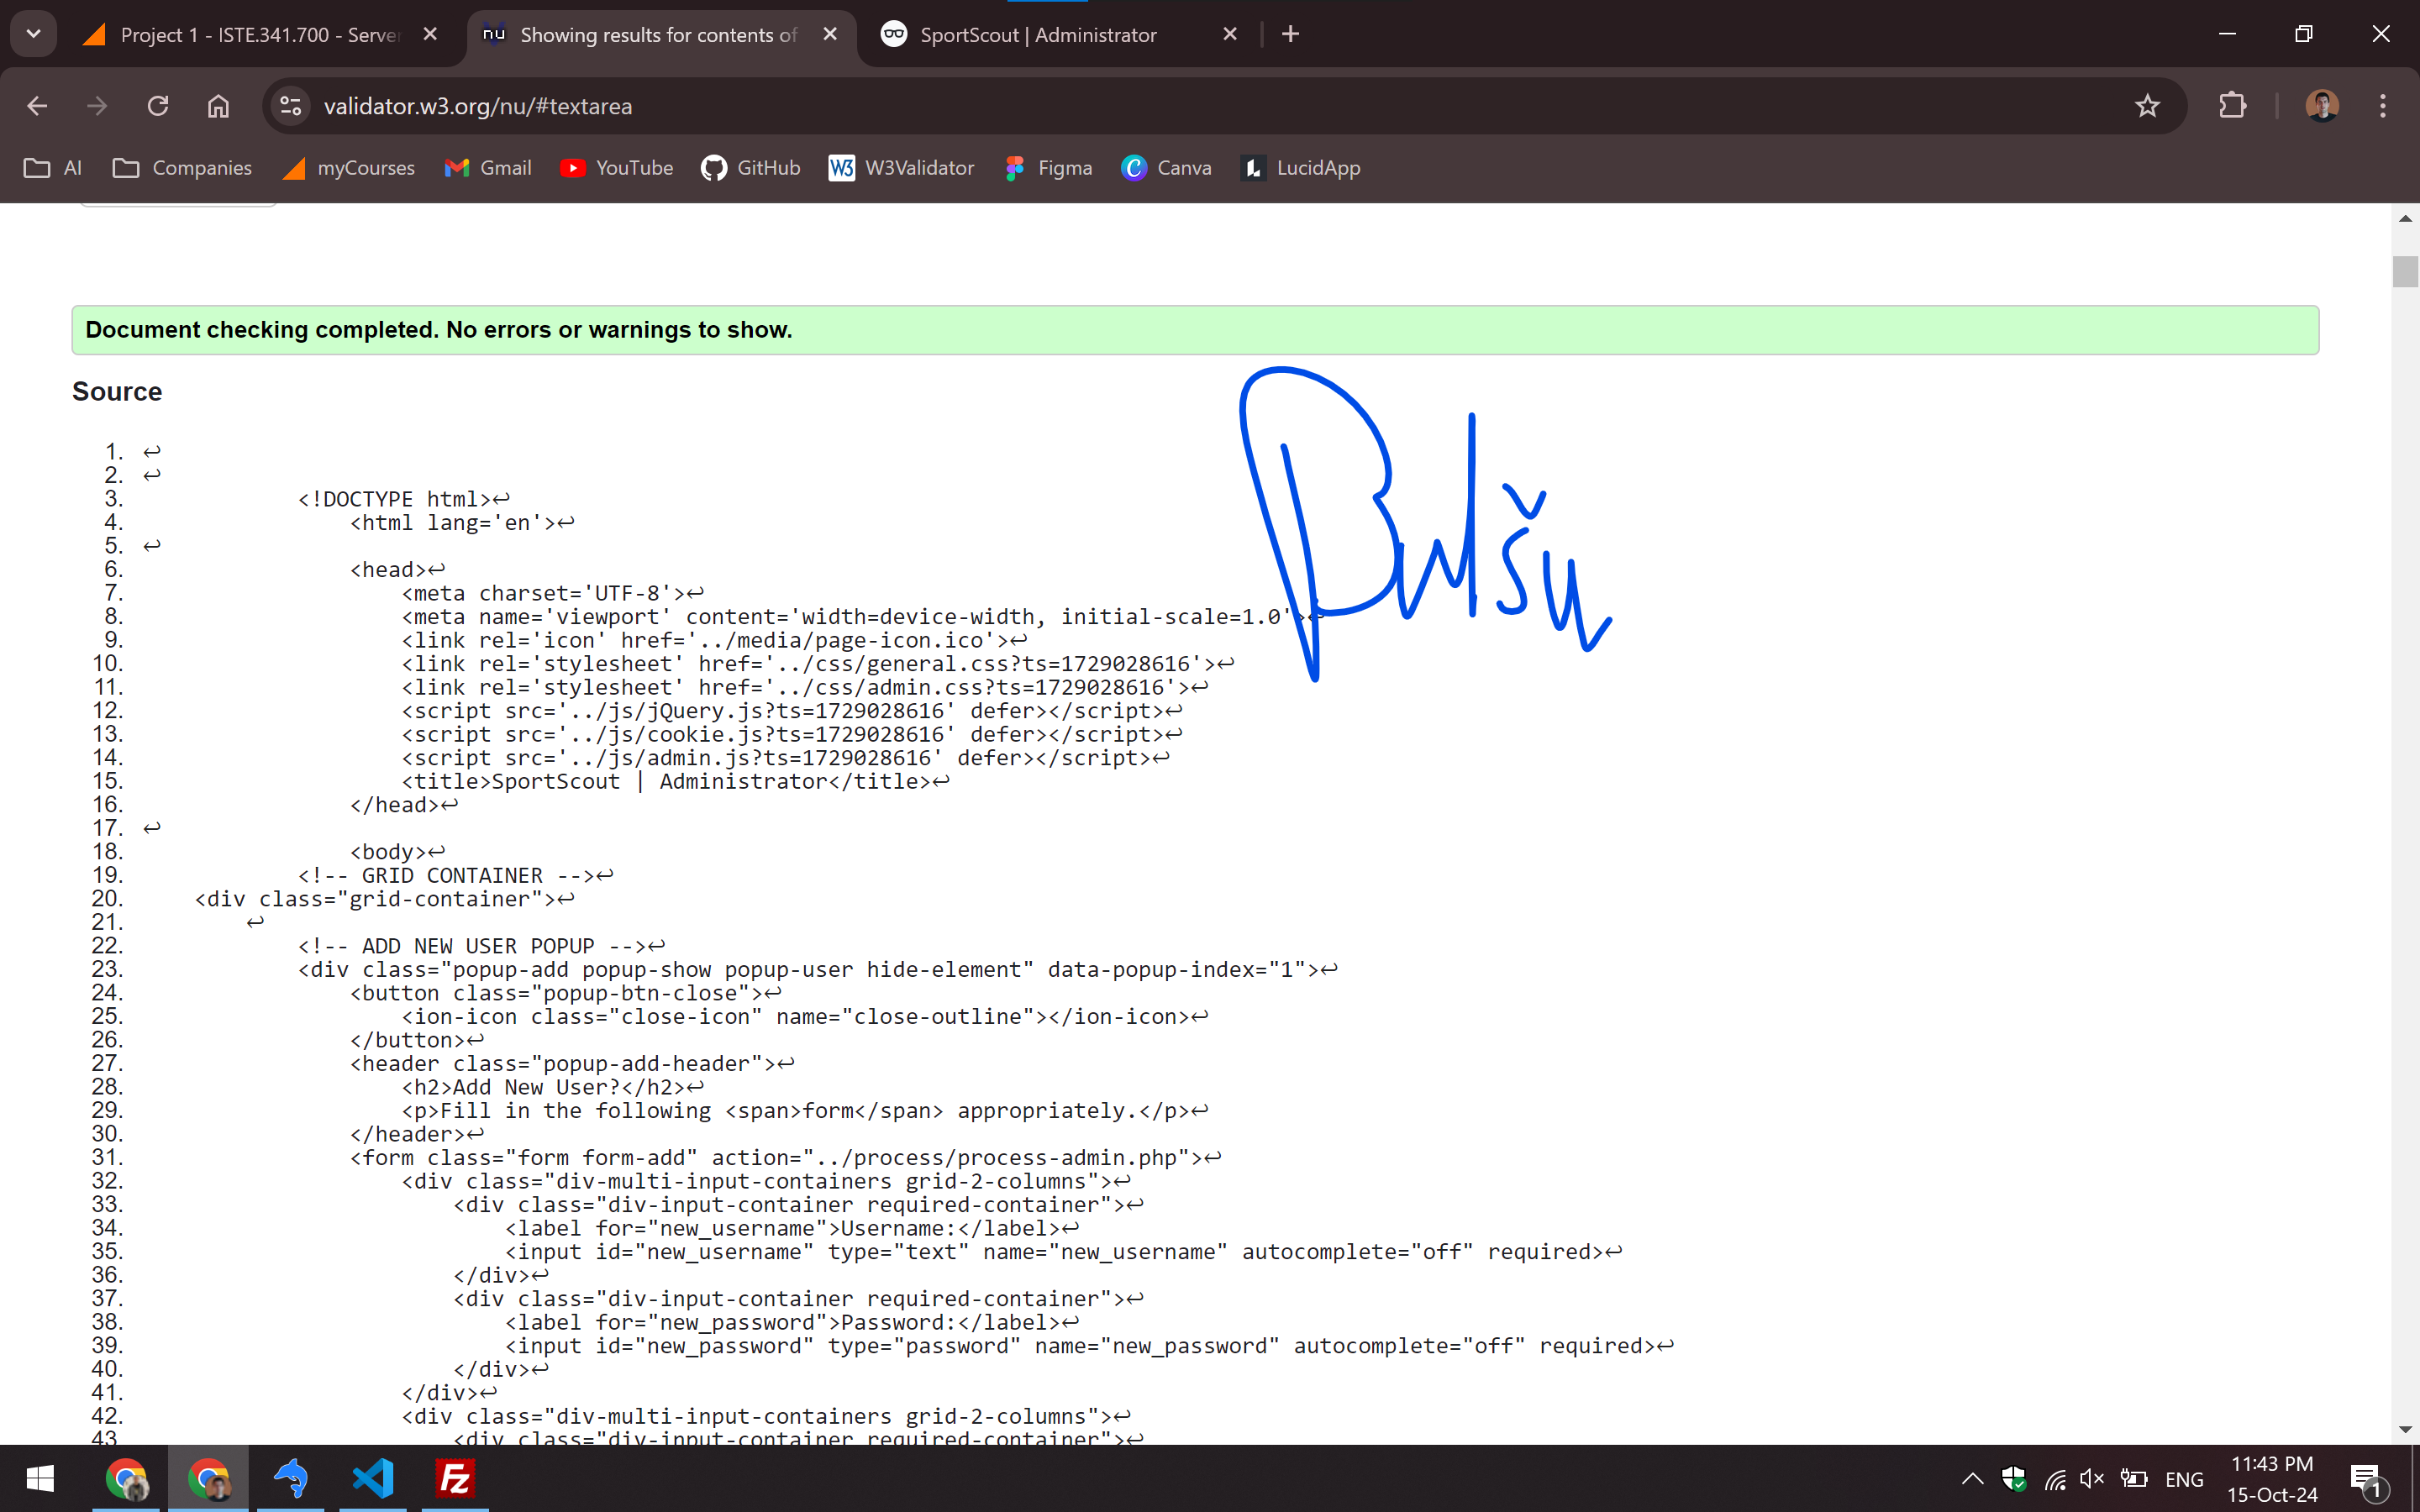 Project 1 - ISTE.341.700 - Server
Showing results for contents of
SportScout | Administrator
validator.w3.org/nu/#textarea
AI Companies myCourses Gmail YouTube GitHub W3Validator Figma Canva LucidApp
Document checking completed. No errors or warnings to show.
Source
1. ↩
2. ↩
3. <!DOCTYPE html>↩
4. <html lang='en'>↩
5. ↩
6. <head>↩
7. <meta charset='UTF-8'>↩
8. <meta name='viewport' content='width=device-width, initial-scale=1.0'>↩
9. <link rel='icon' href='../media/page-icon.ico'>↩
10. <link rel='stylesheet' href='../css/general.css?ts=1729028616'>↩
11. <link rel='stylesheet' href='../css/admin.css?ts=1729028616'>↩
12. <script src='../js/jQuery.js?ts=1729028616' defer></script>↩
13. <script src='../js/cookie.js?ts=1729028616' defer></script>↩
14. <script src='../js/admin.js?ts=1729028616' defer></script>↩
15. <title>SportScout | Administrator</title>↩
16. </head>↩
17. ↩
18. <body>↩
19. <!-- GRID CONTAINER -->↩
20. <div class="grid-container">↩
21. ↩
22. <!-- ADD NEW USER POPUP -->↩
23. <div class="popup-add popup-show popup-user hide-element" data-popup-index="1">↩
24. <button class="popup-btn-close">↩
25. <ion-icon class="close-icon" name="close-outline"></ion-icon>↩
26. </button>↩
27. <header class="popup-add-header">↩
28. <h2>Add New User?</h2>↩
29. <p>Fill in the following <span>form</span> appropriately.</p>↩
30. </header>↩
31. <form class="form form-add" action="../process/process-admin.php">↩
32. <div class="div-multi-input-containers grid-2-columns">↩
33. <div class="div-input-container required-container">↩
34. <label for="new_username">Username:</label>↩
35. <input id="new_username" type="text" name="new_username" autocomplete="off" required>↩
36. </div>↩
37. <div class="div-input-container required-container">↩
38. <label for="new_password">Password:</label>↩
39. <input id="new_password" type="password" name="new_password" autocomplete="off" required>↩
40. </div>↩
41. </div>↩
42. <div class="div-multi-input-containers grid-2-columns">↩
43. <div class="div-input-container required-container">↩
ENG
11:43 PM
15-Oct-24
1